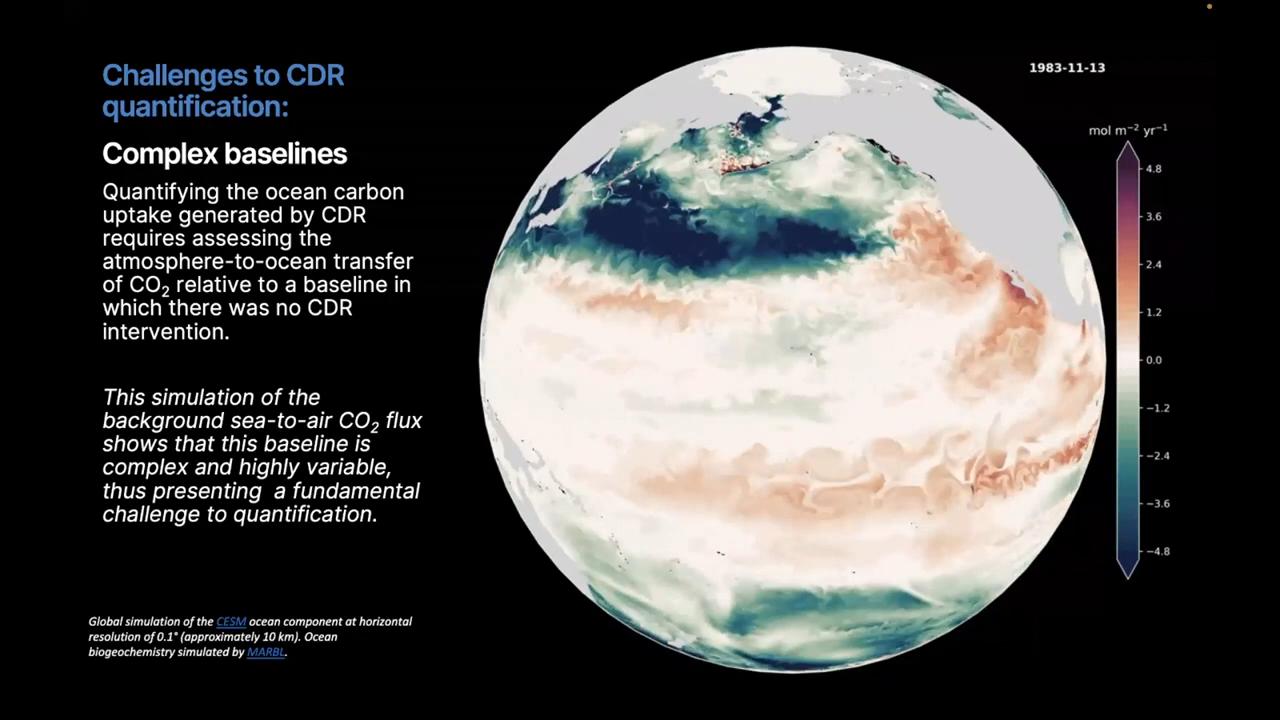 Challenges to CDR
quantification:
Complex baselines
Quantifying the ocean carbon
uptake generated by CDR
requires assessing the
atmosphere-to-ocean transfer
of CO₂ relative to a baseline in
which there was no CDR
intervention.
This simulation of the
background sea-to-air CO₂ flux
shows that this baseline is
complex and highly variable,
thus presenting a fundamental
challenge to quantification.
Global simulation of the CESM ocean component at horizontal
resolution of 0.1° (approximately 10 km). Ocean
biogeochemistry simulated by MARBL.
1983-11-13
mol m⁻² yr⁻¹
4.8
3.6
2.4
1.2
0.0
−1.2
−2.4
−3.6
−4.8